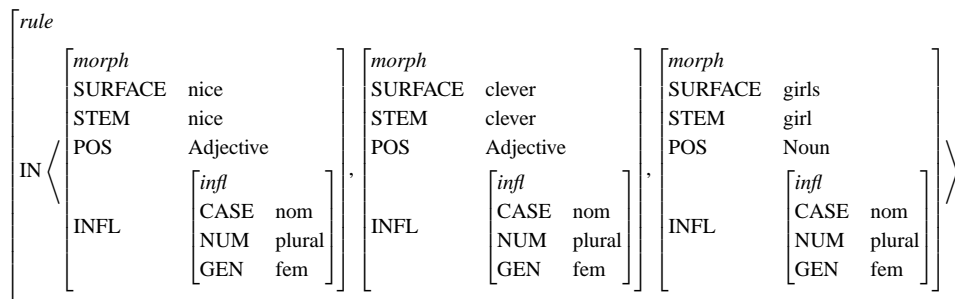 rule
morph morph morph
SURFACE nice SURFACE clever SURFACE girls
STEM nice STEM clever STEM girl
POS Adjective POS Adjective POS Noun
IN ⟨ , , ⟩
infl infl infl
CASE nom CASE nom CASE nom
INFL INFL INFL
NUM plural NUM plural NUM plural
GEN fem GEN fem GEN fem